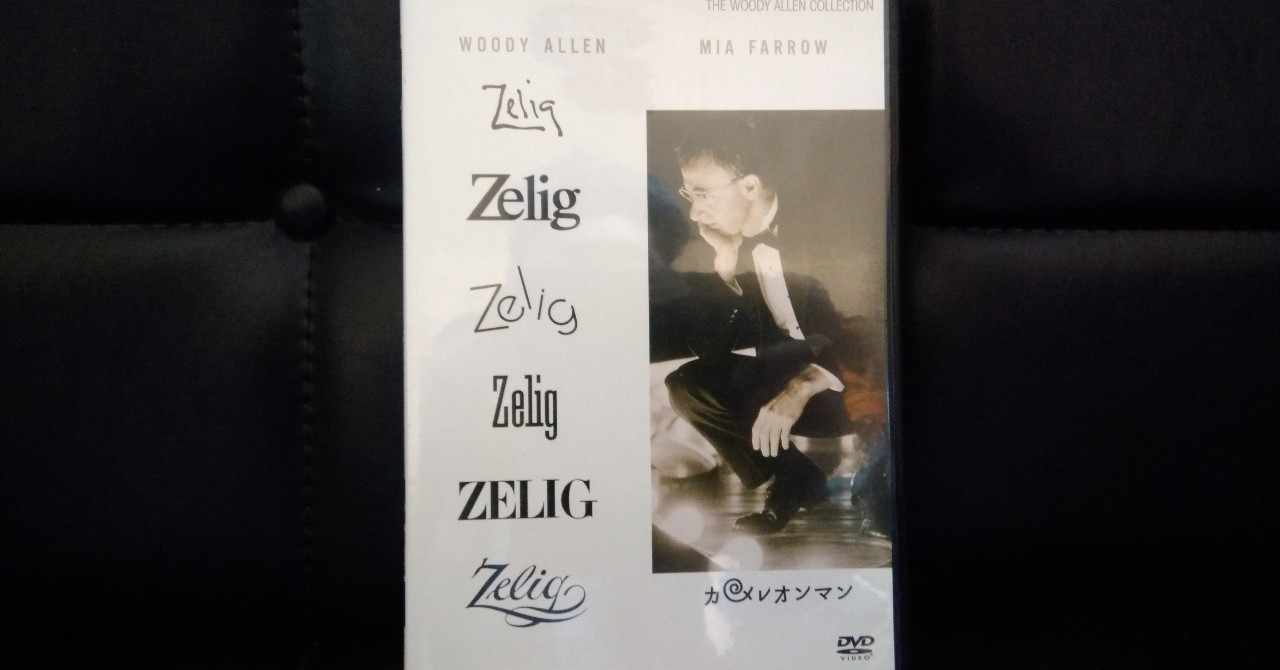 THE WOODY ALLEN COLLECTION
WOODY ALLEN
MIA FARROW
Zelig
Zelig
Zelig
Zelig
ZELIG
Zelig
カメレオンマン
DVD
VIDEO